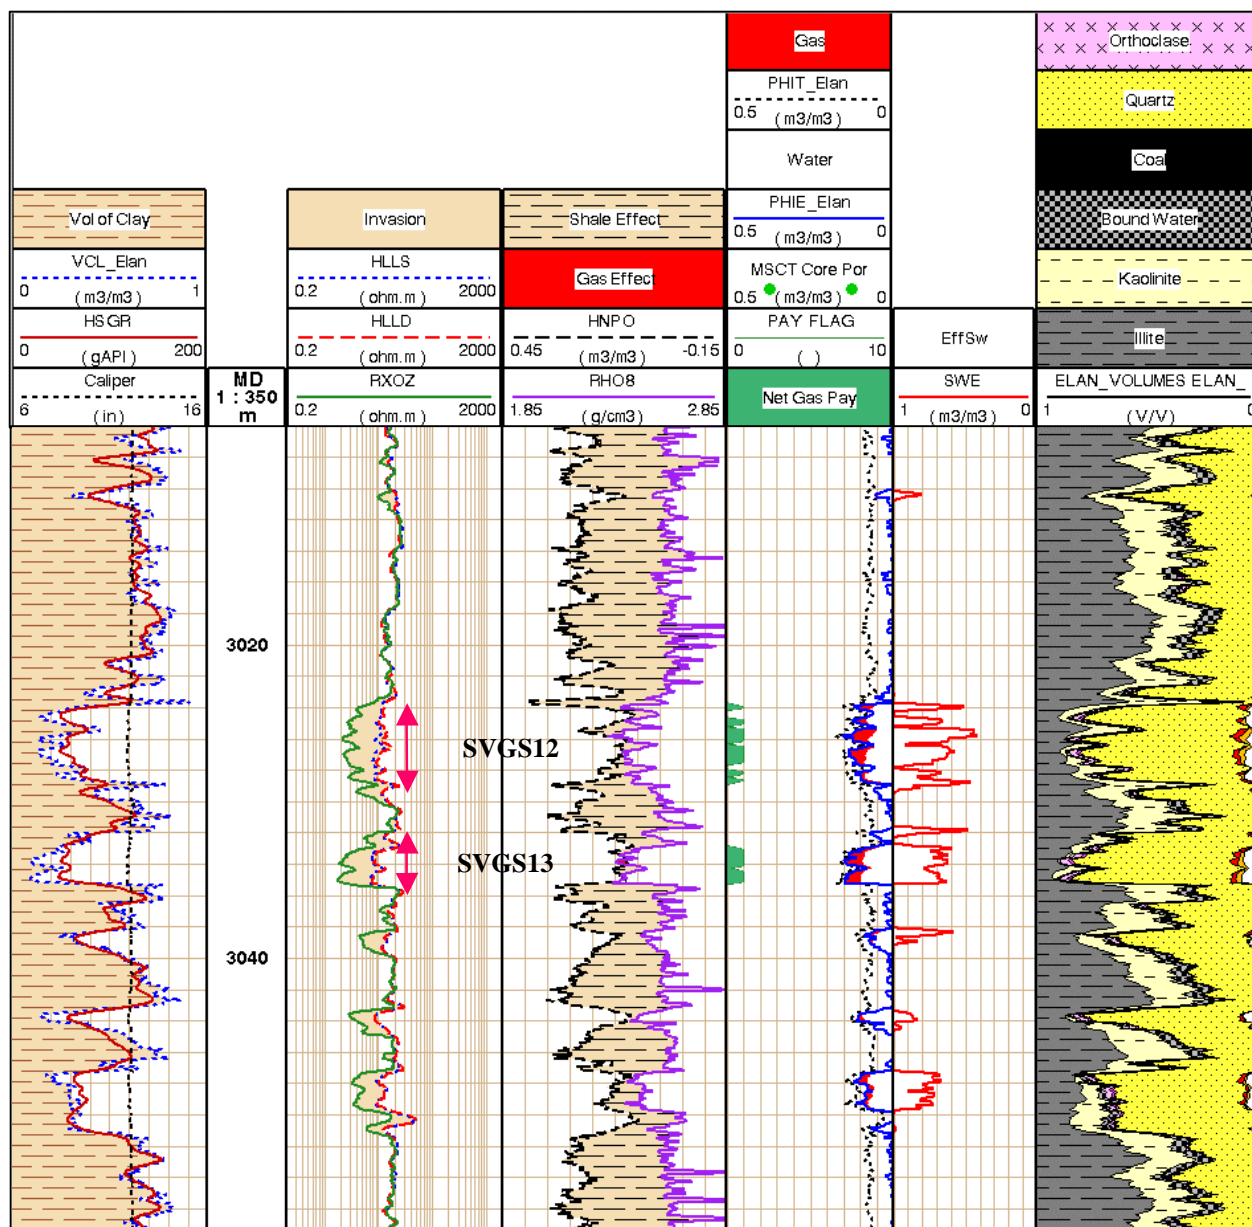 Gas
Orthoclase
PHIT_Elan
0.5 (m3/m3) 0
Quartz
Water
Coal
Vol of Clay
Invasion
Shale Effect
PHIE_Elan
0.5 (m3/m3) 0
Bound Water
VCL_Elan
0 (m3/m3) 1
HLLS
0.2 (ohm.m) 2000
Gas Effect
MSCT Core Por
0.5 (m3/m3) 0
Kaolinite
HSGR
0 (gAPI) 200
HLLD
0.2 (ohm.m) 2000
HNPO
0.45 (m3/m3) -0.15
PAY FLAG
0 ( ) 10
EffSw
Illite
Caliper
6 (in) 16
MD
1 : 350
m
RXOZ
0.2 (ohm.m) 2000
RHO8
1.85 (g/cm3) 2.85
Net Gas Pay
SWE
1 (m3/m3) 0
ELAN_VOLUMES ELAN_
1 (V/V) 0
3020
SVGS12
SVGS13
3040